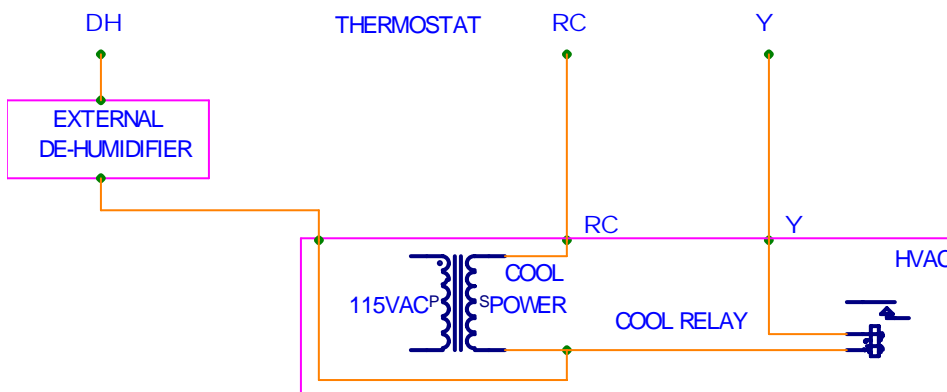 DH THERMOSTAT RC Y
EXTERNAL
DE-HUMIDIFIER
RC Y
HVAC
COOL
115VAC P S POWER
COOL RELAY